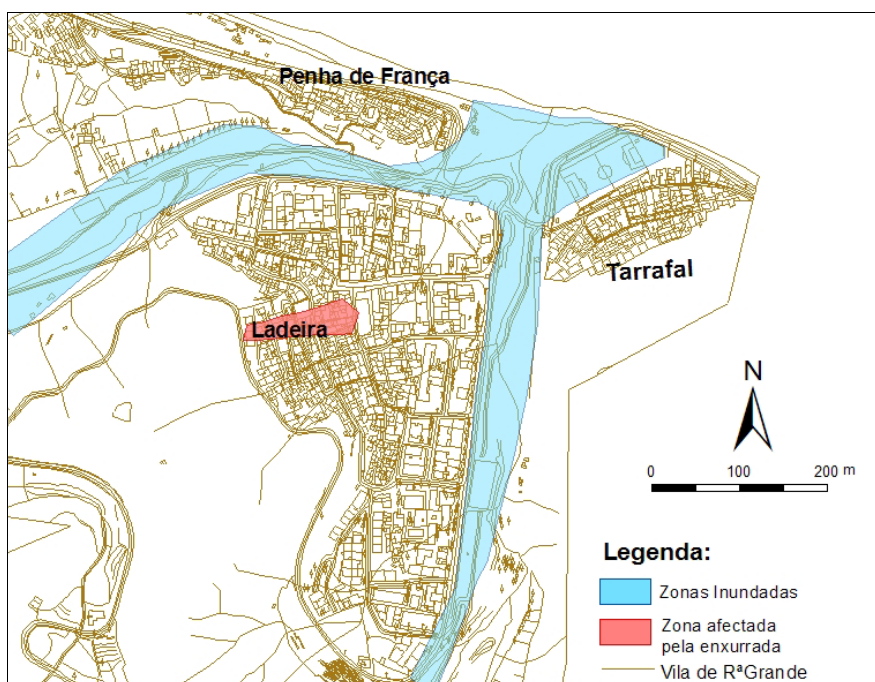 Penha de França
Tarrafal
Ladeira
N
0 100 200 m
Legenda:
Zonas Inundadas
Zona afectada
pela enxurrada
Vila de RªGrande